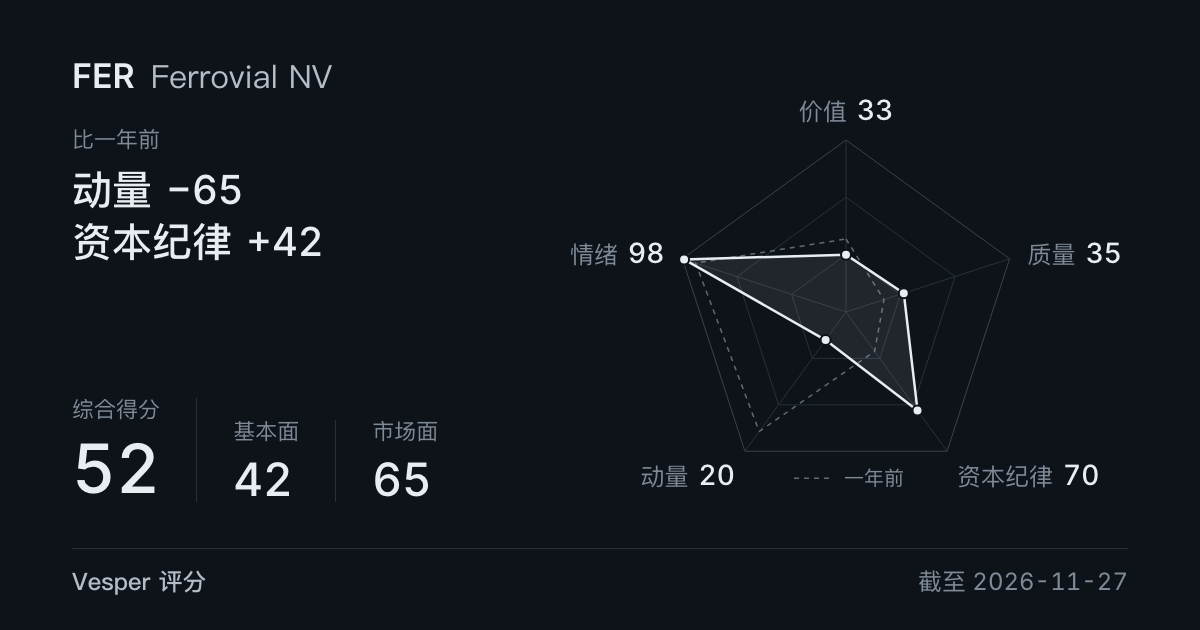 FER Ferrovial NV
比一年前
动量 −65
资本纪律 +42
价值 33
情绪 98
质量 35
动量 20
---- 一年前
资本纪律 70
综合得分
52
基本面
42
市场面
65
Vesper 评分
截至 2026-11-27